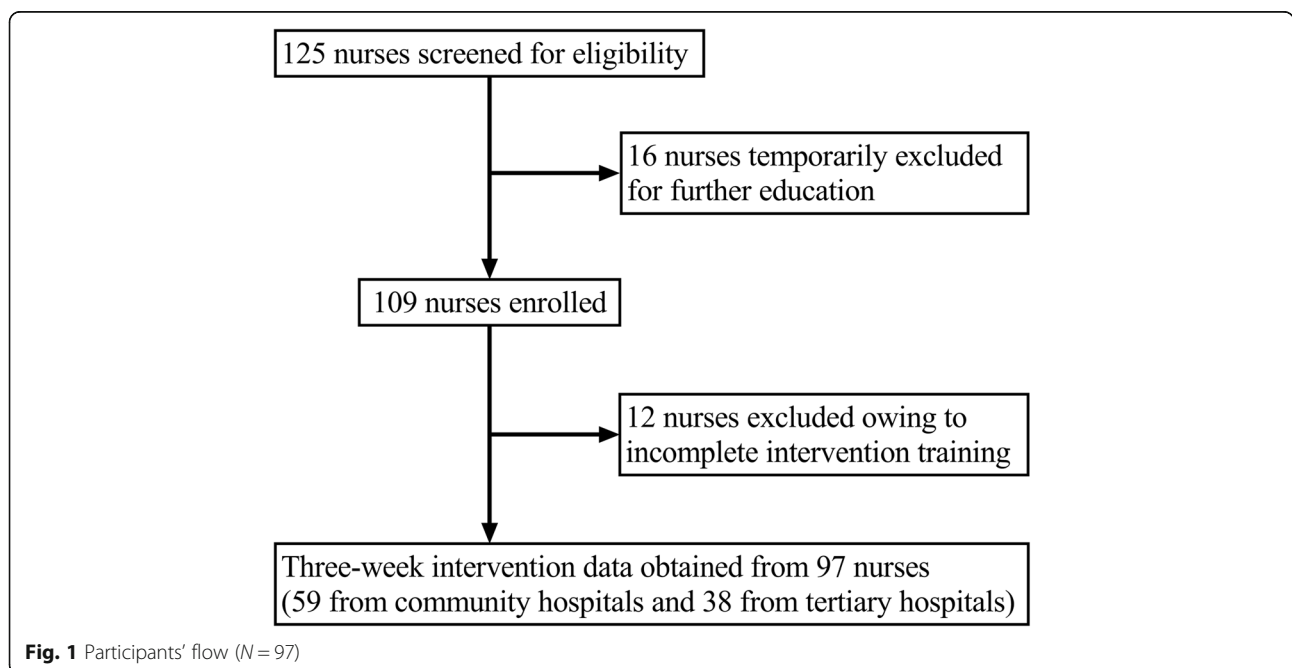 125 nurses screened for eligibility
16 nurses temporarily excluded
for further education
109 nurses enrolled
12 nurses excluded owing to
incomplete intervention training
Three-week intervention data obtained from 97 nurses
(59 from community hospitals and 38 from tertiary hospitals)
Fig. 1 Participants’ flow (N = 97)